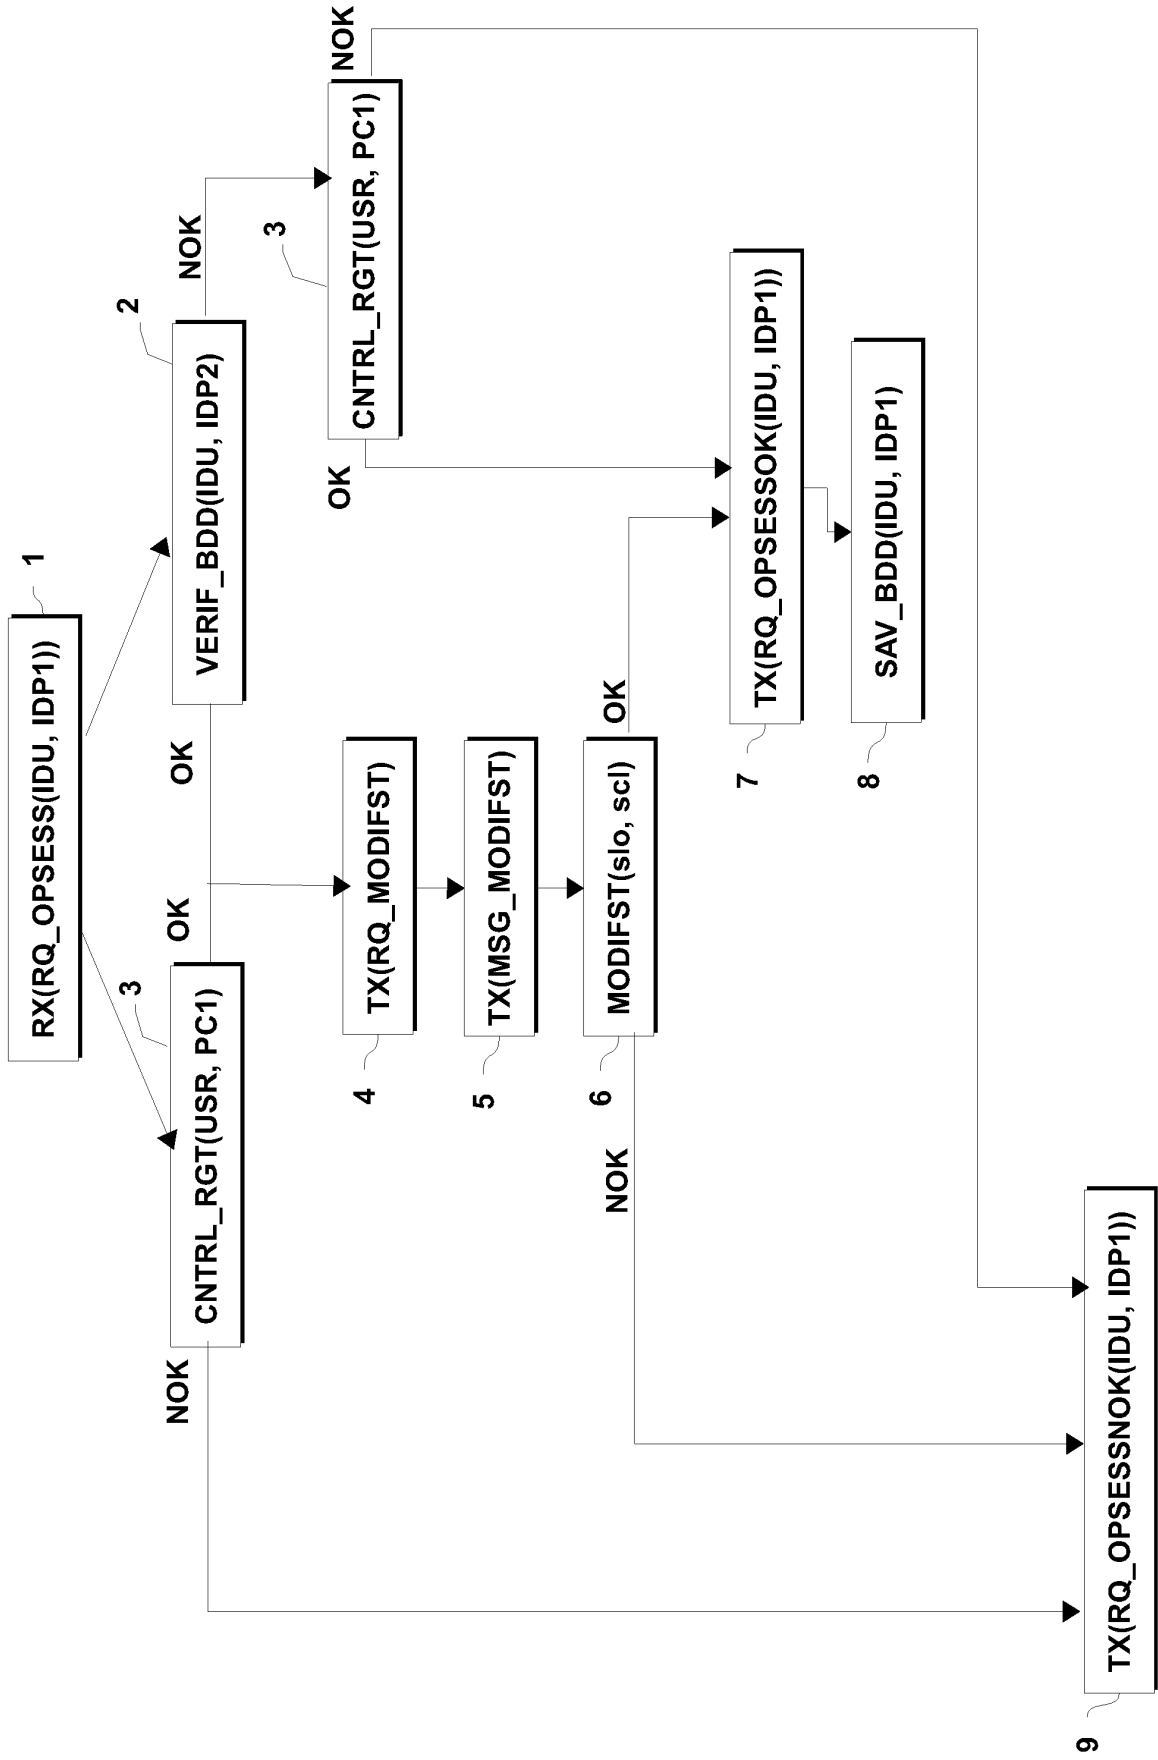 RX(RQ_OPSESS(IDU, IDP1))
1
CNTRL_RGT(USR, PC1)
3
NOK
OK
VERIF_BDD(IDU, IDP2)
2
OK
NOK
CNTRL_RGT(USR, PC1)
3
OK
NOK
TX(RQ_MODIFST)
4
TX(MSG_MODIFST)
5
MODIFST(slo, scl)
6
NOK
OK
TX(RQ_OPSESSOK(IDU, IDP1))
7
SAV_BDD(IDU, IDP1)
8
TX(RQ_OPSESSNOK(IDU, IDP1))
9